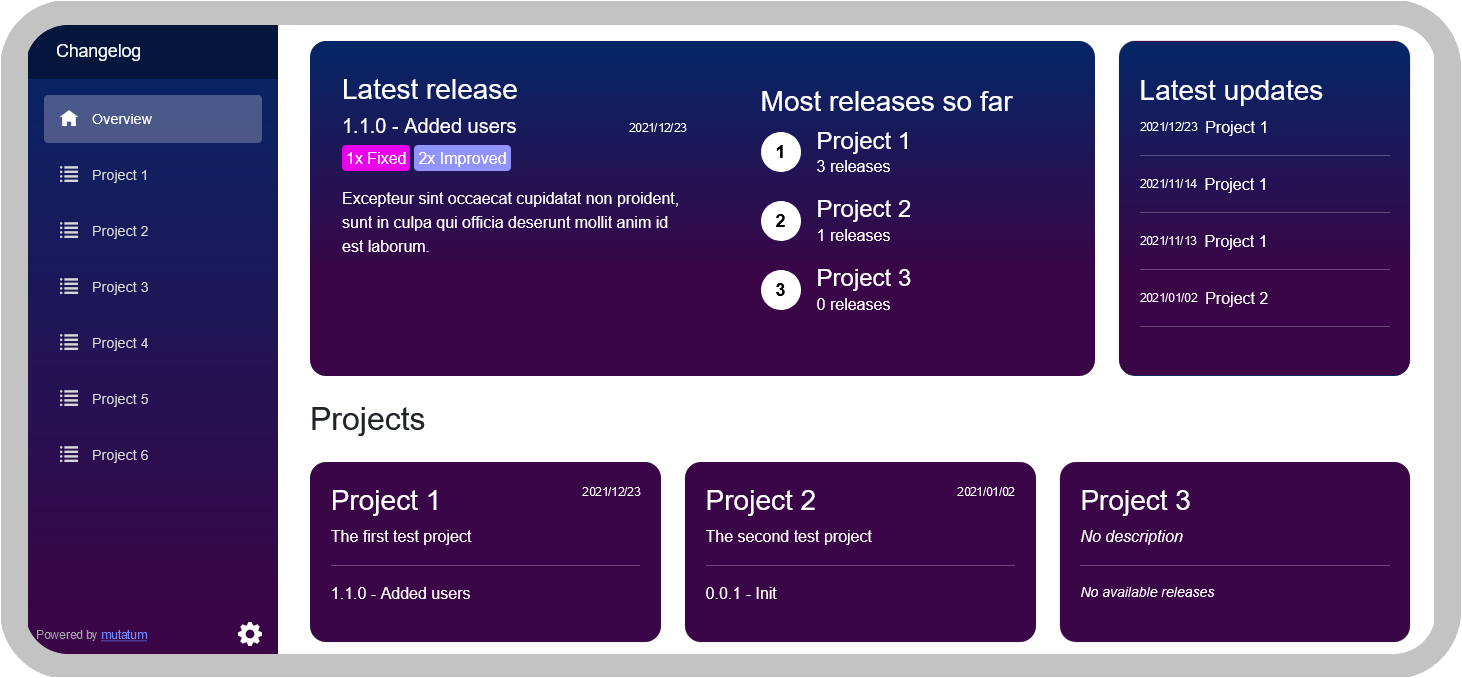 Changelog
Overview
Project 1
Project 2
Project 3
Project 4
Project 5
Project 6
Powered by mutatum
Latest release
1.1.0 - Added users
2021/12/23
1x Fixed 2x Improved
Excepteur sint occaecat cupidatat non proident,
sunt in culpa qui officia deserunt mollit anim id
est laborum.
Most releases so far
1
Project 1
3 releases
2
Project 2
1 releases
3
Project 3
0 releases
Latest updates
2021/12/23 Project 1
2021/11/14 Project 1
2021/11/13 Project 1
2021/01/02 Project 2
Projects
Project 1
2021/12/23
The first test project
1.1.0 - Added users
Project 2
2021/01/02
The second test project
0.0.1 - Init
Project 3
No description
No available releases